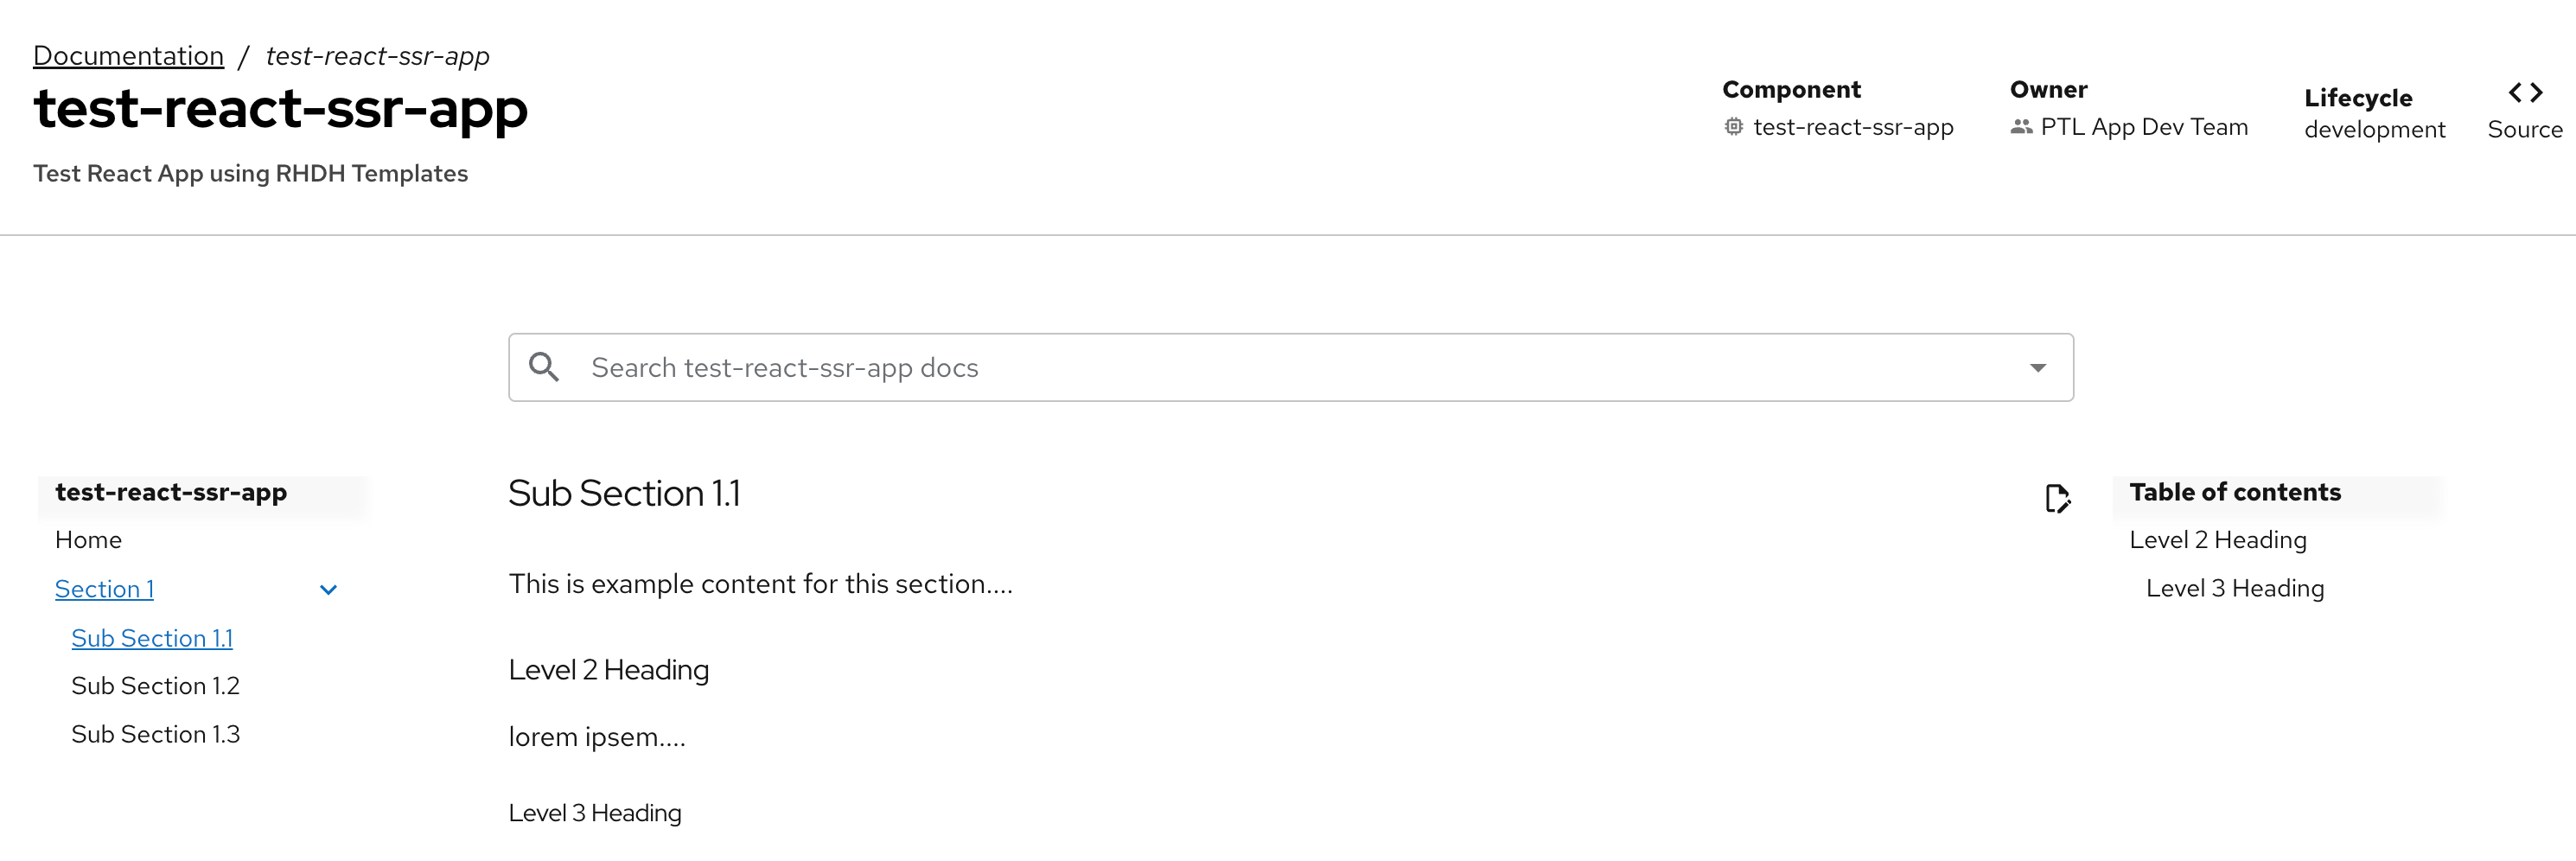 Documentation / test-react-ssr-app
test-react-ssr-app
Test React App using RHDH Templates
Component
test-react-ssr-app
Owner
PTL App Dev Team
Lifecycle
development
Source
Search test-react-ssr-app docs
test-react-ssr-app
Home
Section 1
Sub Section 1.1
Sub Section 1.2
Sub Section 1.3
Sub Section 1.1
This is example content for this section....
Level 2 Heading
lorem ipsem....
Level 3 Heading
Table of contents
Level 2 Heading
Level 3 Heading